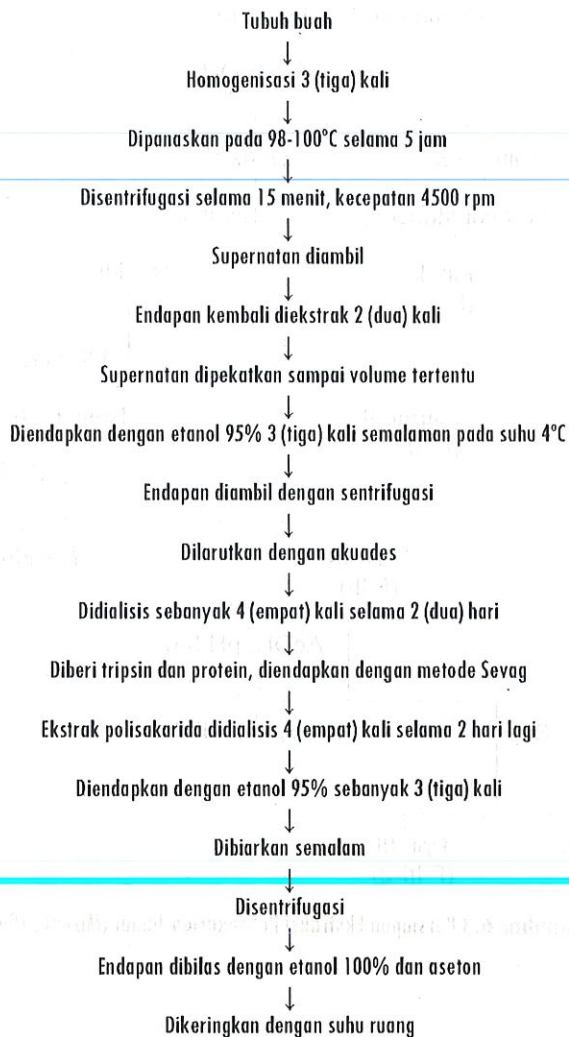 Tubuh buah
↓
Homogenisasi 3 (tiga) kali
↓
Dipanaskan pada 98-100°C selama 5 jam
↓
Disentrifugasi selama 15 menit, kecepatan 4500 rpm
↓
Supernatan diambil
↓
Endapan kembali diekstrak 2 (dua) kali
↓
Supernatan dipekatkan sampai volume tertentu
↓
Diendapkan dengan etanol 95% 3 (tiga) kali semalaman pada suhu 4°C
↓
Endapan diambil dengan sentrifugasi
↓
Dilarutkan dengan akuades
↓
Didialisis sebanyak 4 (empat) kali selama 2 (dua) hari
↓
Diberi tripsin dan protein, diendapkan dengan metode Sevag
↓
Ekstrak polisakarida didialisis 4 (empat) kali selama 2 hari lagi
↓
Diendapkan dengan etanol 95% sebanyak 3 (tiga) kali
↓
Dibiarkan semalam
↓
Disentrifugasi
↓
Endapan dibilas dengan etanol 100% dan aseton
↓
Dikeringkan dengan suhu ruang